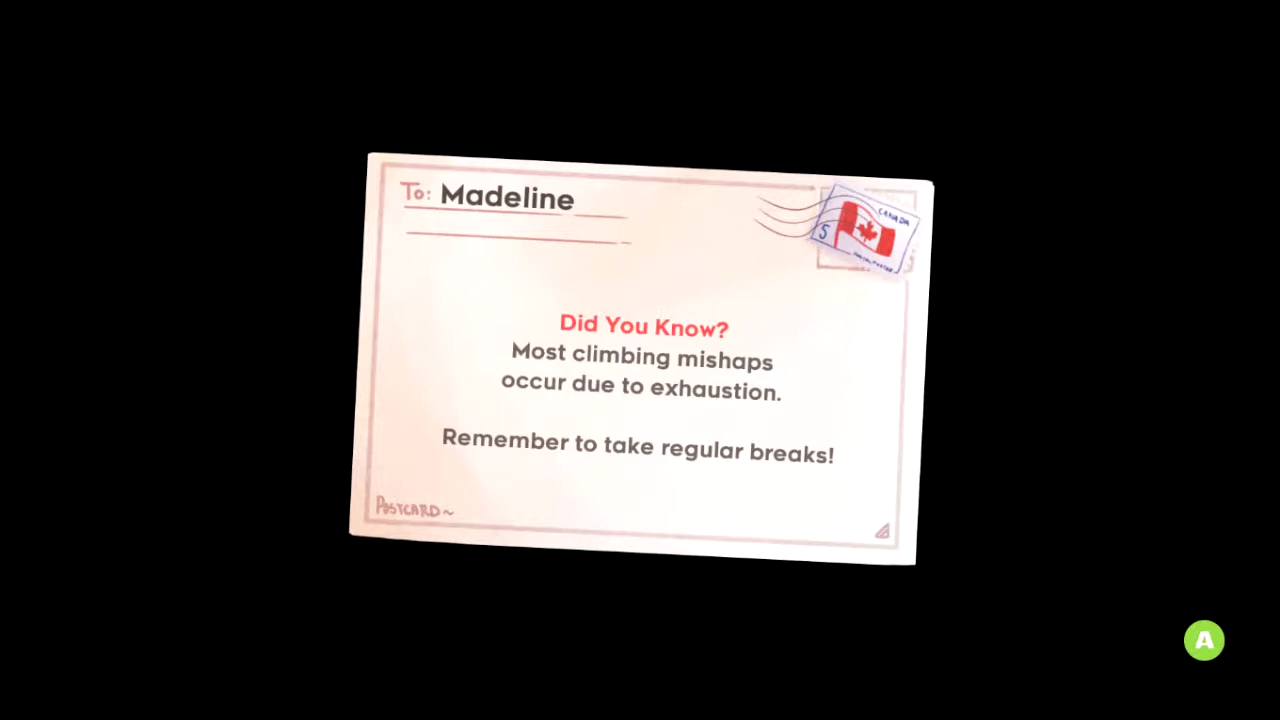 To: Madeline
CANADA
5
Did You Know?
Most climbing mishaps
occur due to exhaustion.
Remember to take regular breaks!
POSTCARD~
A